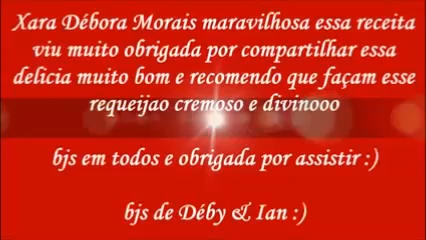 Xara Débora Morais maravilhosa essa receita
viu muito obrigada por compartilhar essa
delicia muito bom e recomendo que façam esse
requeijao cremoso e divinooo
bjs em todos e obrigada por assistir :)
bjs de Déby & Ian :)